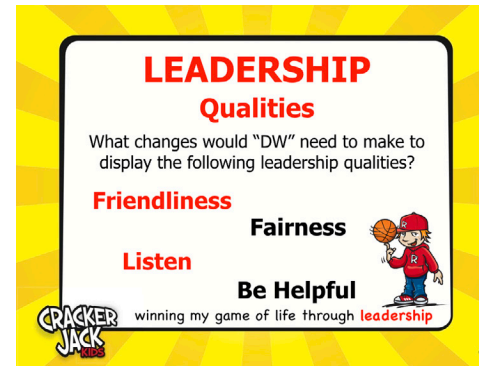 LEADERSHIP
Qualities
What changes would “DW” need to make to
display the following leadership qualities?
Friendliness
Fairness
Listen
Be Helpful
winning my game of life through leadership
CRACKER
JACK
KIDS
R